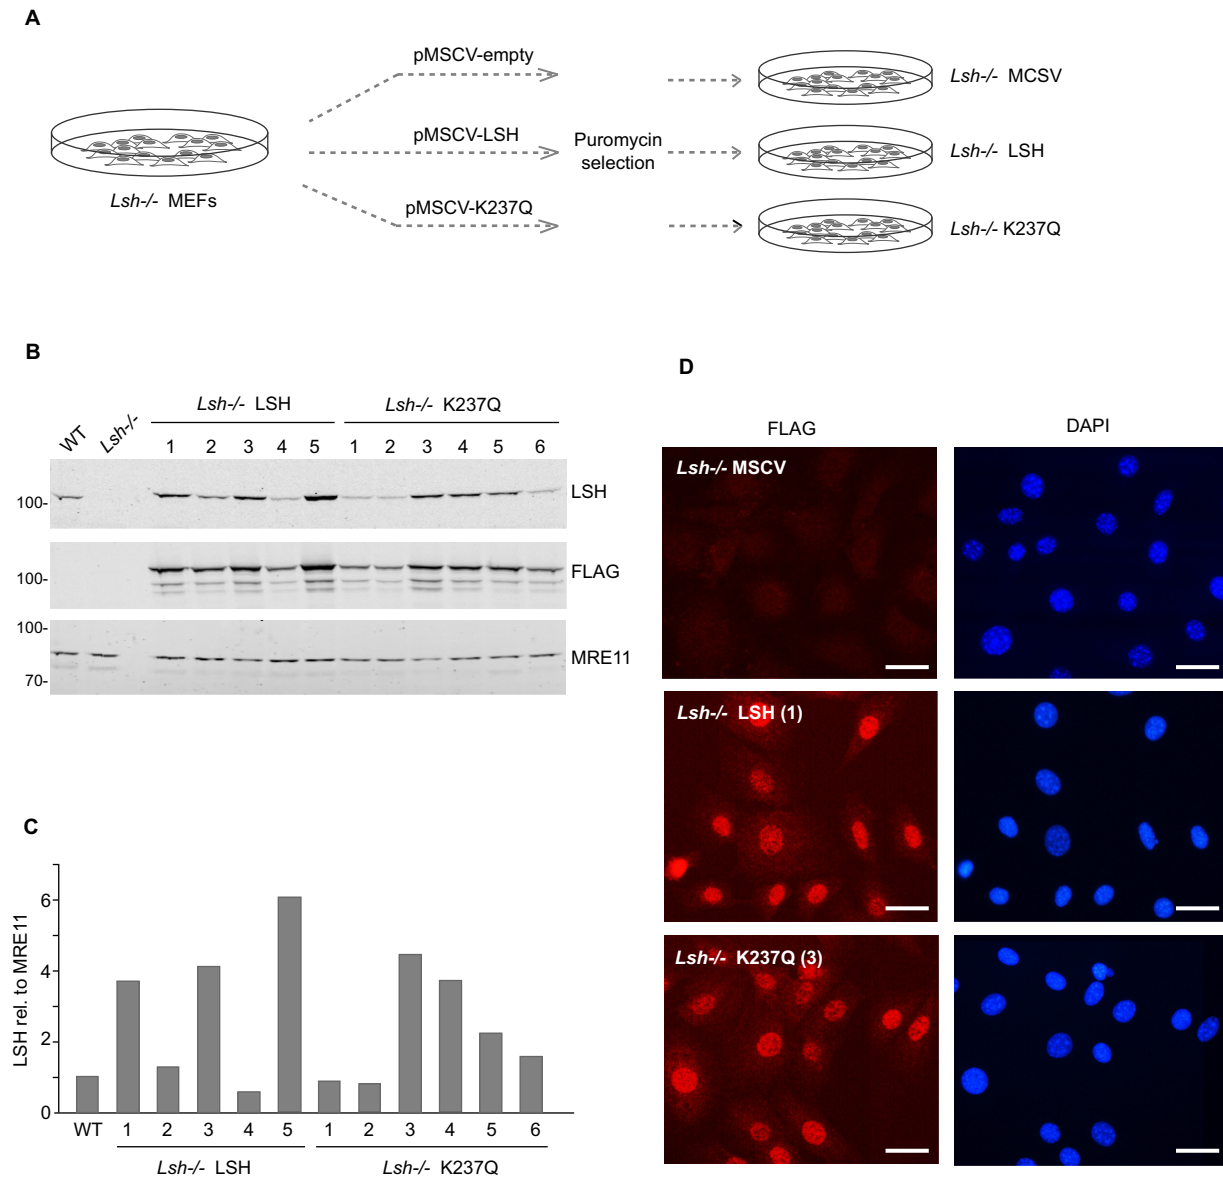 A
pMSCV-empty
Lsh-/- MCSV
pMSCV-LSH
Puromycin
selection
Lsh-/- LSH
Lsh-/- MEFs
pMSCV-K237Q
Lsh-/- K237Q
B
WT Lsh-/- Lsh-/- LSH Lsh-/- K237Q
1 2 3 4 5 1 2 3 4 5 6
100- LSH
100- FLAG
100-
MRE11
70-
C
LSH rel. to MRE11
6
4
2
0
WT 1 2 3 4 5 1 2 3 4 5 6
Lsh-/- LSH Lsh-/- K237Q
D
FLAG DAPI
Lsh-/- MSCV
Lsh-/- LSH (1)
Lsh-/- K237Q (3)